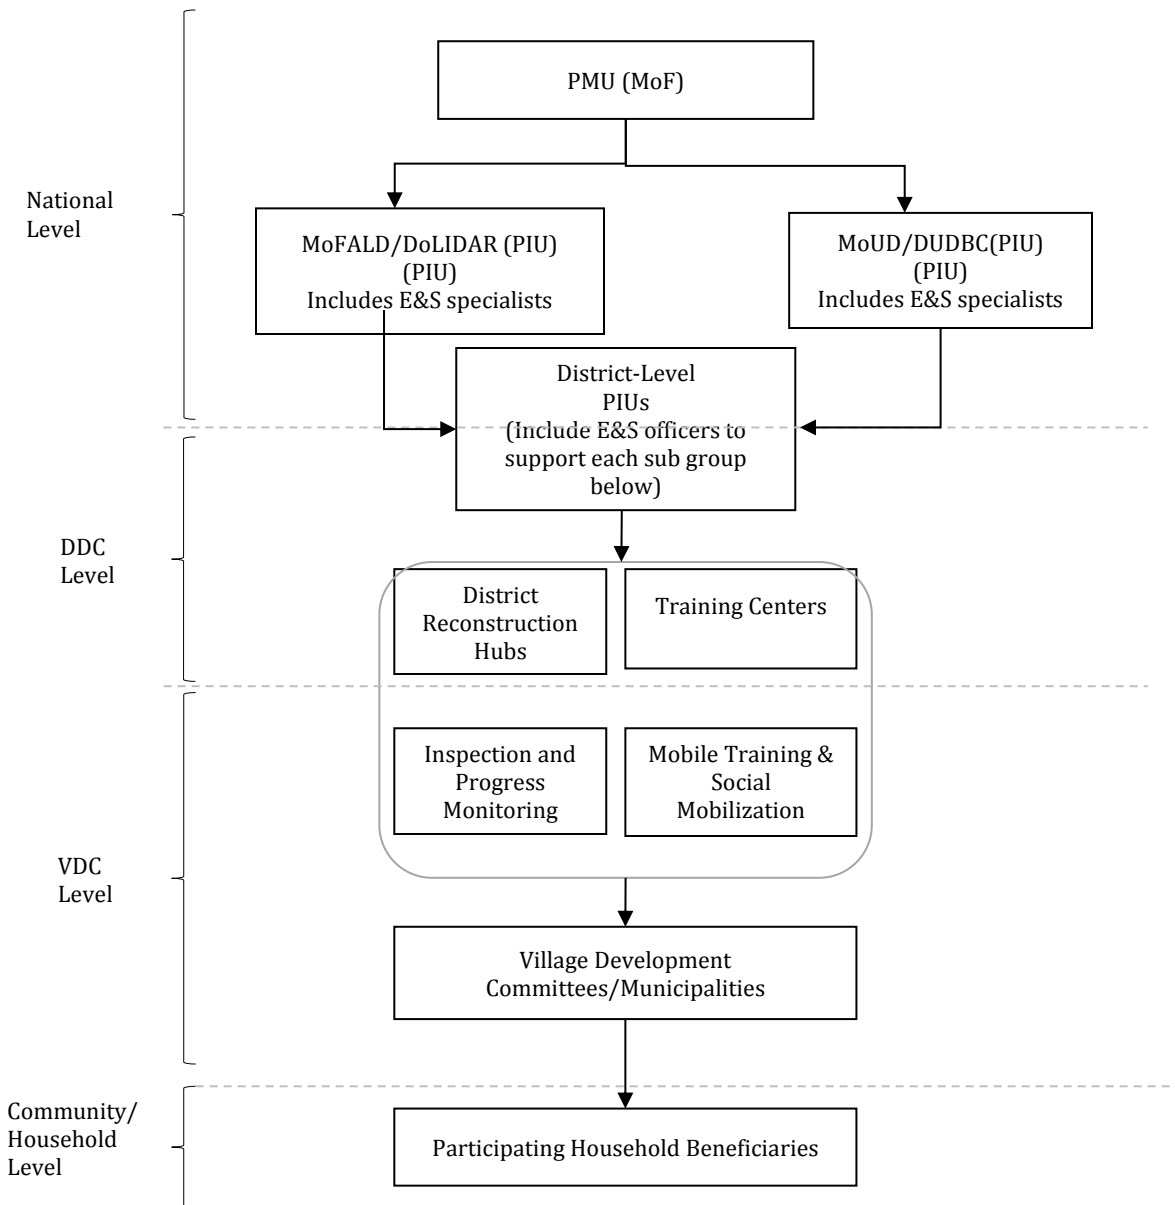 PMU (MoF)
National
Level
MoFALD/DoLIDAR (PIU)
(PIU)
Includes E&S specialists
MoUD/DUDBC(PIU)
(PIU)
Includes E&S specialists
District-Level
PIUs
(Include E&S officers to
support each sub group
below)
DDC
Level
District
Reconstruction
Hubs
Training Centers
Inspection and
Progress
Monitoring
Mobile Training &
Social
Mobilization
VDC
Level
Village Development
Committees/Municipalities
Community/
Household
Level
Participating Household Beneficiaries